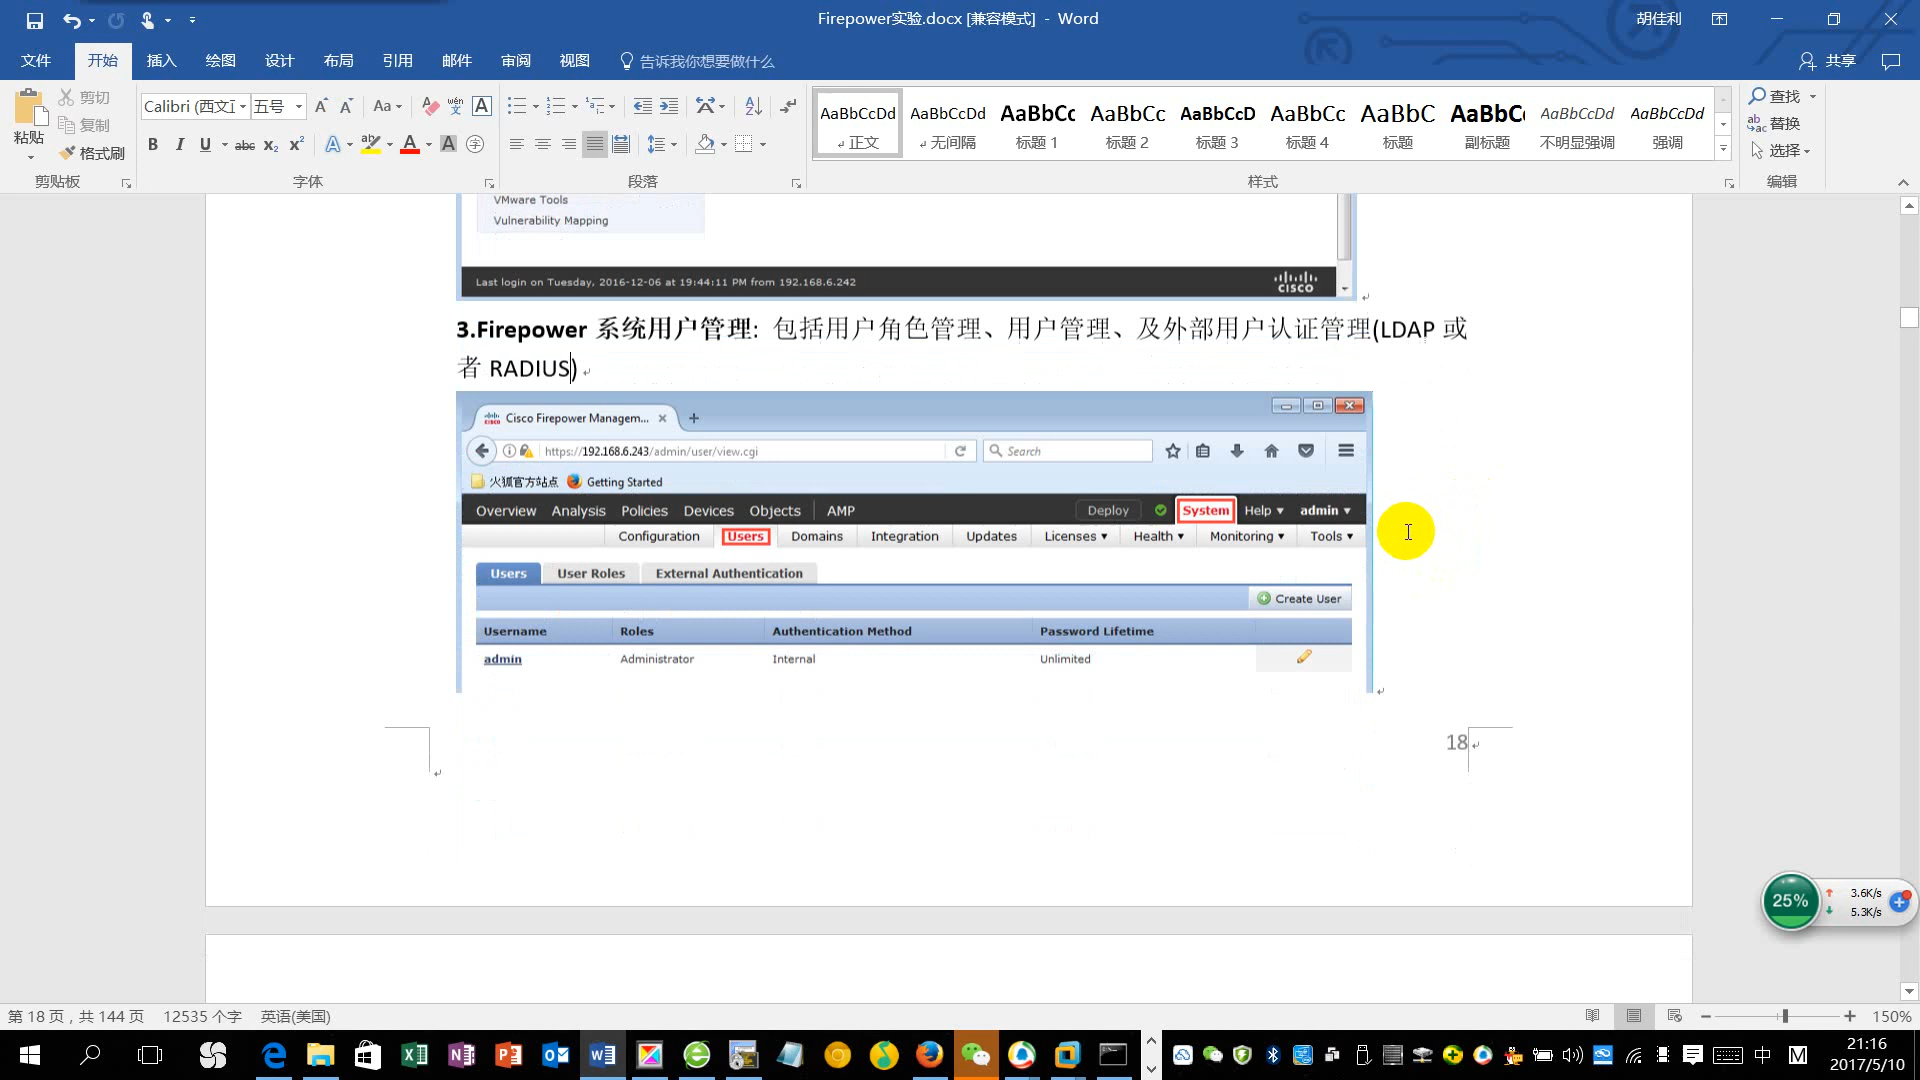 Firepower实验.docx [兼容模式] - Word
胡佳利
文件 开始 插入 绘图 设计 布局 引用 邮件 审阅 视图 告诉我你想要做什么 共享
粘贴 剪切
复制
格式刷
Calibri (西文正 五号
AaBbCcDd AaBbCcDd AaBbCc AaBbCc AaBbCcD AaBbCc AaBbC AaBbC AaBbCcDd AaBbCcDd
正文 无间隔 标题 1 标题 2 标题 3 标题 4 标题 副标题 不明显强调 强调
查找
替换
选择
剪贴板 字体 段落 样式 编辑
VMware Tools
Vulnerability Mapping
Last login on Tuesday, 2016-12-06 at 19:44:11 PM from 192.168.6.242
CISCO
3.Firepower 系统用户管理: 包括用户角色管理、用户管理、及外部用户认证管理(LDAP 或
者 RADIUS)
Cisco Firepower Managem...
https://192.168.6.243/admin/user/view.cgi Search
火狐官方站点 Getting Started
Overview Analysis Policies Devices Objects AMP Deploy System Help admin
Configuration Users Domains Integration Updates Licenses Health Monitoring Tools
Users User Roles External Authentication
Create User
Username Roles Authentication Method Password Lifetime
admin Administrator Internal Unlimited
18
25% 3.6K/s
5.3K/s
第 18 页，共 144 页 12535 个字 英语(美国) 150%
中 M 21:16
2017/5/10